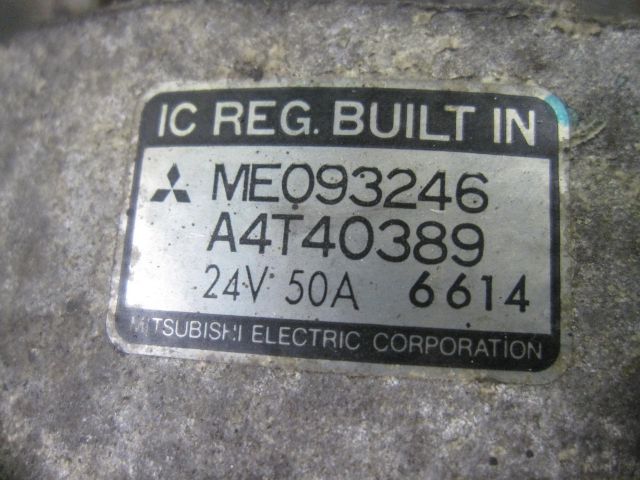 IC REG. BUILT IN
ME093246
A4T40389
24V 50A 6614
MITSUBISHI ELECTRIC CORPORATION